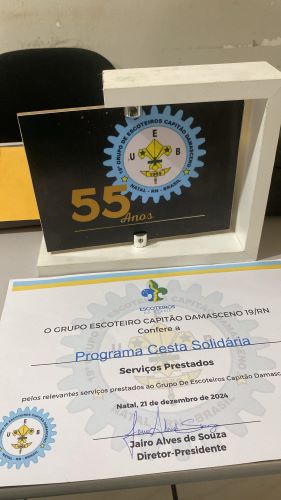 19º GRUPO DE ESCOTEIROS CAPITÃO DAMASCENO
U E B
NATAL - RN - BRASIL
55
Anos
ESCOTEIROS
O GRUPO ESCOTEIRO CAPITÃO DAMASCENO 19/RN
Confere a
Programa Cesta Solidária
Serviços Prestados
pelos relevantes serviços prestados ao Grupo De Escoteiros Capitão Damasc
Natal, 21 de dezembro de 2024
Jairo Alves de Souza
Diretor-Presidente